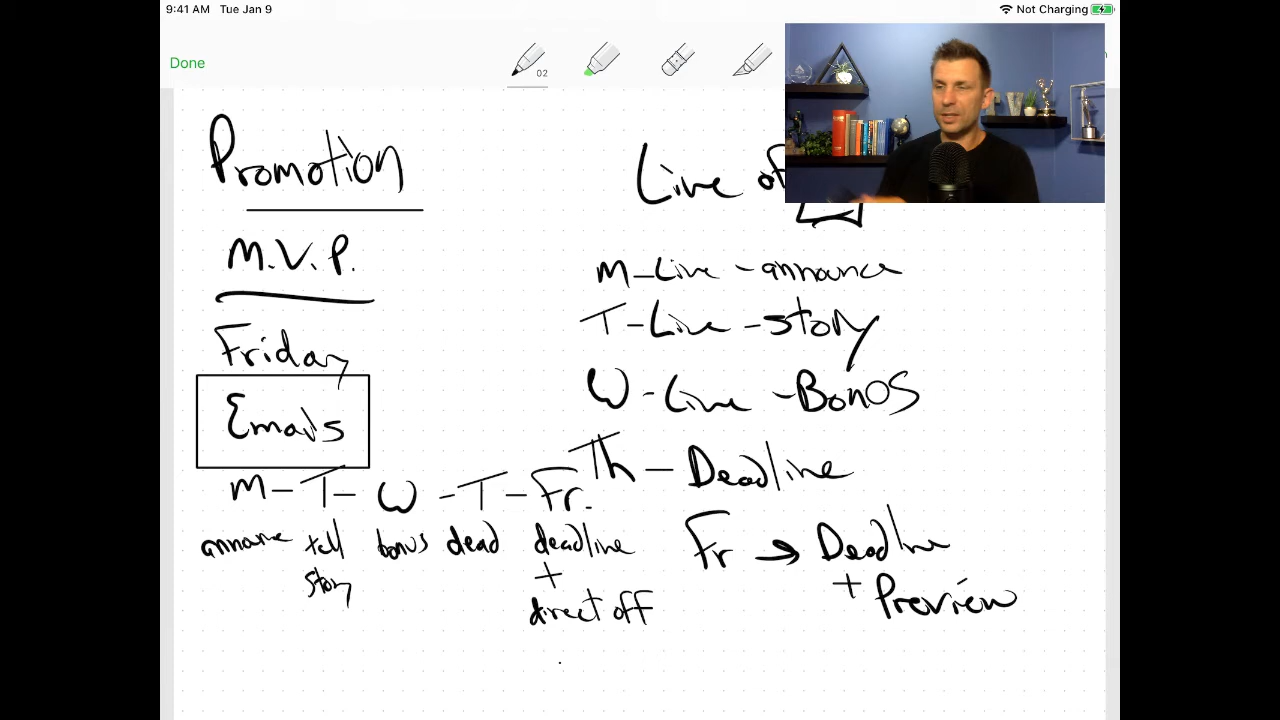 9:41 AM Tue Jan 9
Not Charging
Done
02
Promotion
M.V.P.
Friday
Emails
M-T-W-T-Fr.
announce tell bonus dead deadline
story +
direct off
Live of
M-Live-announce
T-Live-story
W-Live-Bonus
Th-Deadline
Fr → Deadline
+ Preview